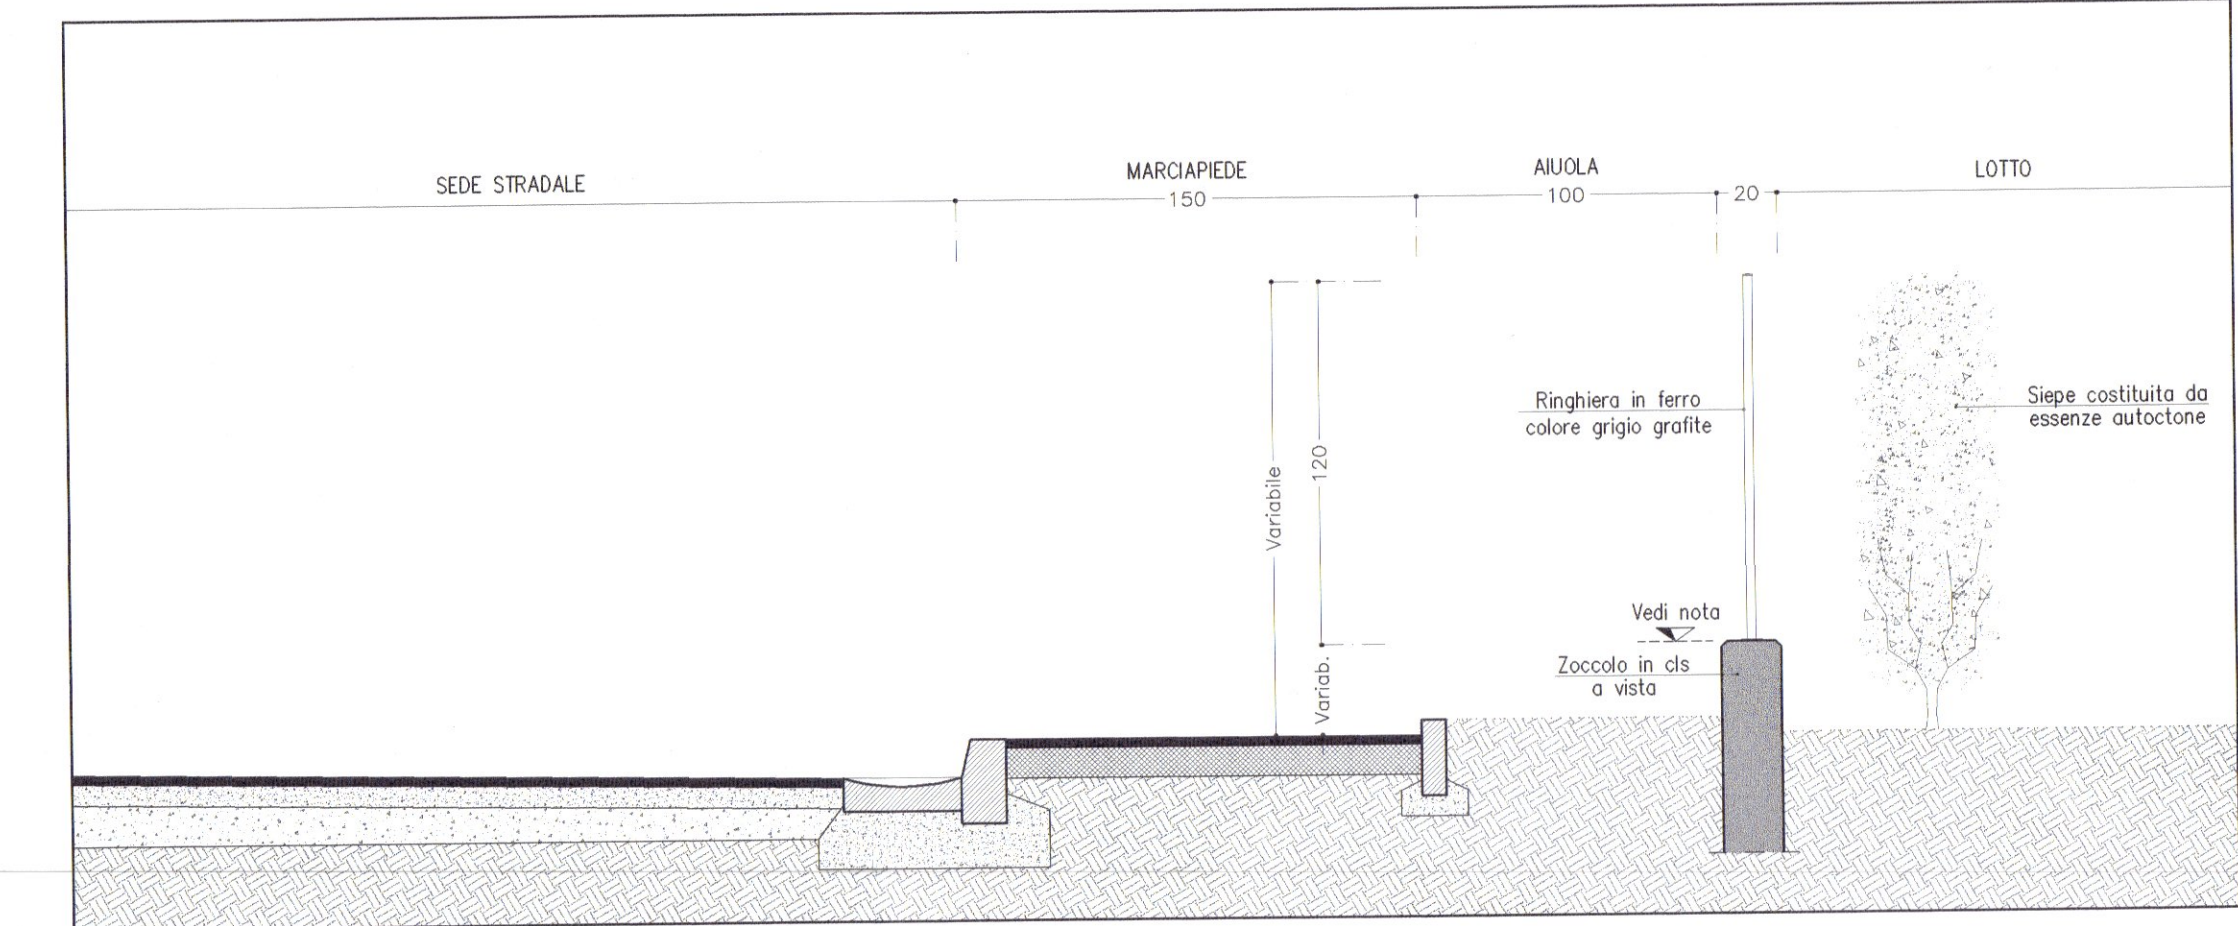 SEDE STRADALE
MARCIAPIEDE
AIUOLA
LOTTO
150
100
20
Variabile
120
Variab.
Ringhiera in ferro
colore grigio grafite
Siepe costituita da
essenze autoctone
Vedi nota
Zoccolo in cls
a vista